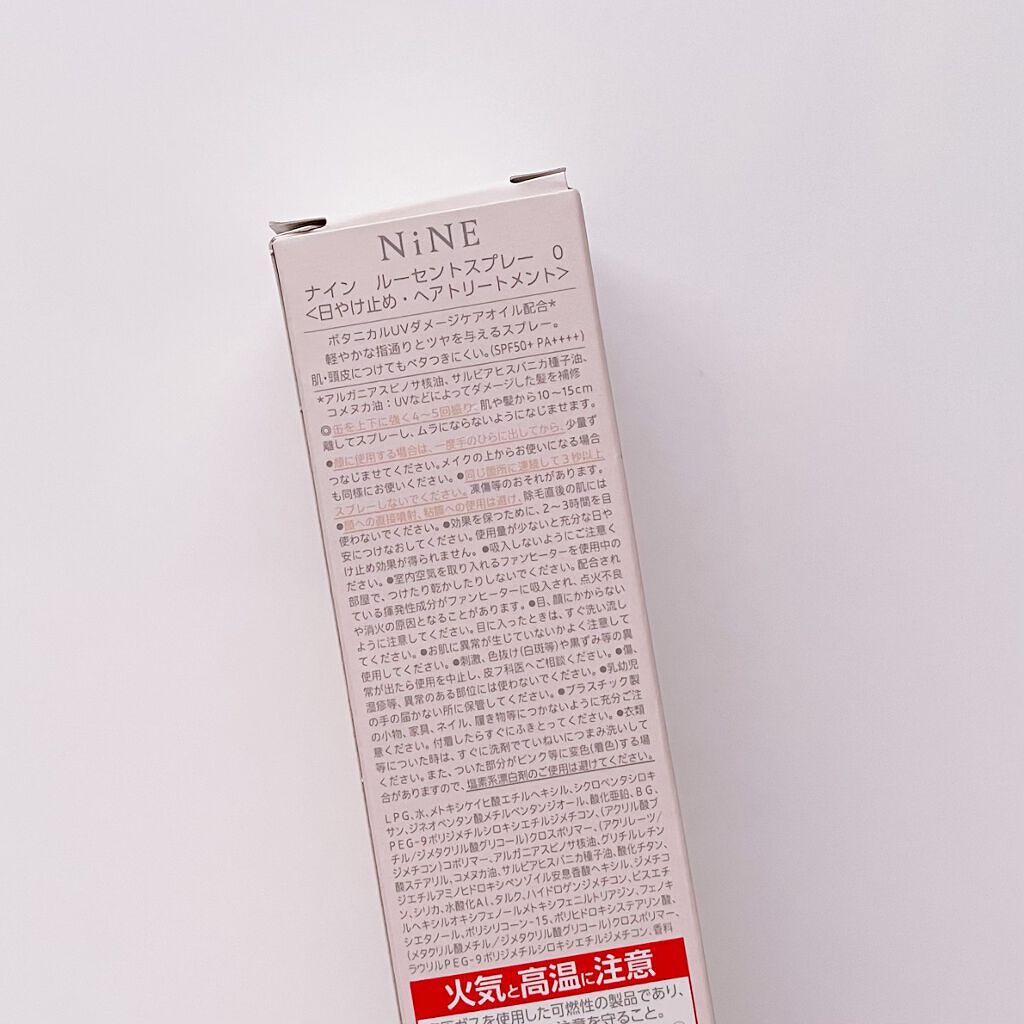 NiNE
ナイン ルーセントスプレー 0
<日やけ止め・ヘアトリートメント>
ボタニカルUVダメージケアオイル配合*
軽やかな指通りとツヤを与えるスプレー。
肌・頭皮につけてもベタつきにくい。(SPF50+ PA++++)
*アルガニアスピノサ核油、サルビアヒスパニカ種子油、
コメヌカ油：UVなどによってダメージした髪を補修
◎缶を上下に強く4～5回振り、肌や髪から10～15cm
離してスプレーし、ムラにならないようになじませます。
●顔に使用する場合は、一度手のひらに出してから、少量ず
つなじませてください。メイクの上からお使いになる場合
も同様にお使いください。●同じ箇所に連続して3秒以上
スプレーしないでください。凍傷等のおそれがあります。
●顔への直接噴射、粘膜への使用は避け、除毛直後の肌には
使わないでください。●効果を保つために、2～3時間を目
安につけなおしてください。使用量が少ないと充分な日や
け止め効果が得られません。●吸入しないようにご注意く
ださい。●室内空気を取り入れるファンヒーターを使用中の
部屋で、つけたり乾かしたりしないでください。配合され
ている揮発性成分がファンヒーターに吸入され、点火不良
や消火の原因となることがあります。●目、顔にかからない
ように注意してください。目に入ったときは、すぐ洗い流し
てください。●お肌に異常が生じていないかよく注意して
使用してください。●刺激、色抜け(白斑等)や黒ずみ等の異
常が出たら使用を中止し、皮フ科医へご相談ください。●傷、
湿疹等、異常のある部位には使わないでください。●乳幼児
の手の届かない所に保管してください。●プラスチック製
の小物、家具、ネイル、履き物等につかないように充分ご注
意ください。付着したらすぐにふきとってください。●衣類
等についた時は、すぐに洗剤でていねいにつまみ洗いして
ください。また、ついた部分がピンク等に変色(着色)する場
合がありますので、塩素系漂白剤のご使用は避けてください。
LPG、水、メトキシケイヒ酸エチルヘキシル、シクロペンタシロキ
サン、ジネオペンタン酸メチルペンタンジオール、酸化亜鉛、BG、
PEG-9ポリジメチルシロキシエチルジメチコン、(アクリル酸ブ
チル/ジメタクリル酸グリコール)クロスポリマー、(アクリレーツ/
ジメチコン)コポリマー、アルガニアスピノサ核油、グリチルレチン
酸ステアリル、コメヌカ油、サルビアヒスパニカ種子油、酸化チタン、
ジエチルアミノヒドロキシベンゾイル安息香酸ヘキシル、ジメチコ
ン、シリカ、水酸化Al、タルク、ハイドロゲンジメチコン、ビスエチ
ルヘキシルオキシフェノールメトキシフェニルトリアジン、フェノキ
シエタノール、ポリシリコーン-15、ポリヒドロキシステアリン酸、
(メタクリル酸メチル/ジメタクリル酸グリコール)クロスポリマー、
ラウリルPEG-9ポリジメチルシロキシエチルジメチコン、香料
火気と高温に注意
ガスを使用した可燃性の製品であり、
注意を守ること。